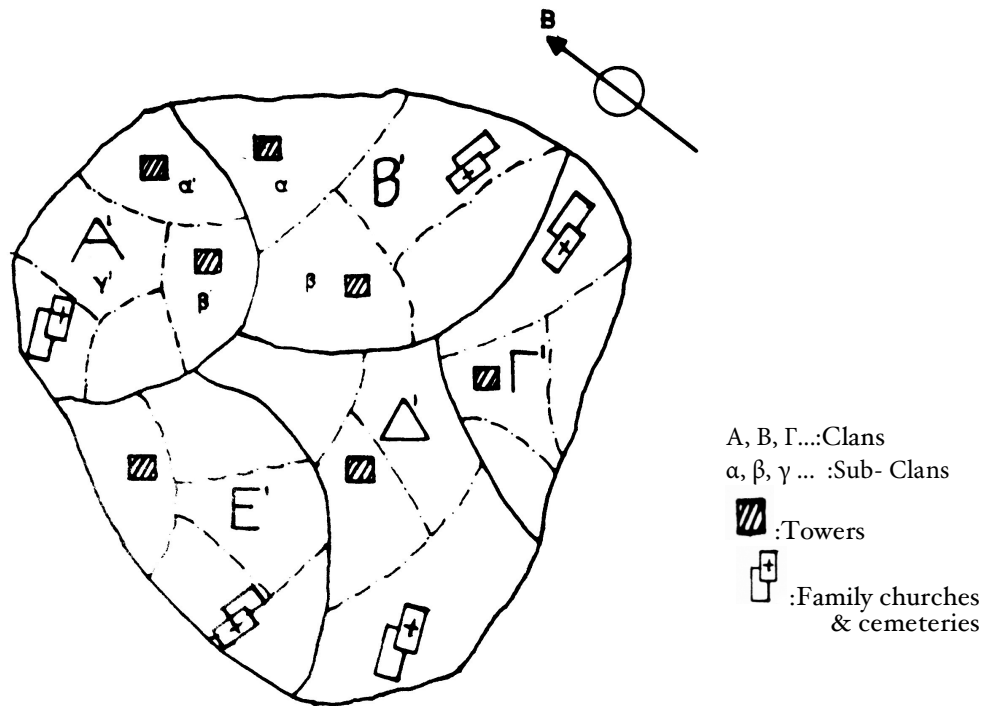 B
α'
α
Β'
Α'
γ'
β
β
Γ'
Δ'
Ε'
Α, Β, Γ...:Clans
α, β, γ ... :Sub- Clans
:Towers
:Family churches
& cemeteries